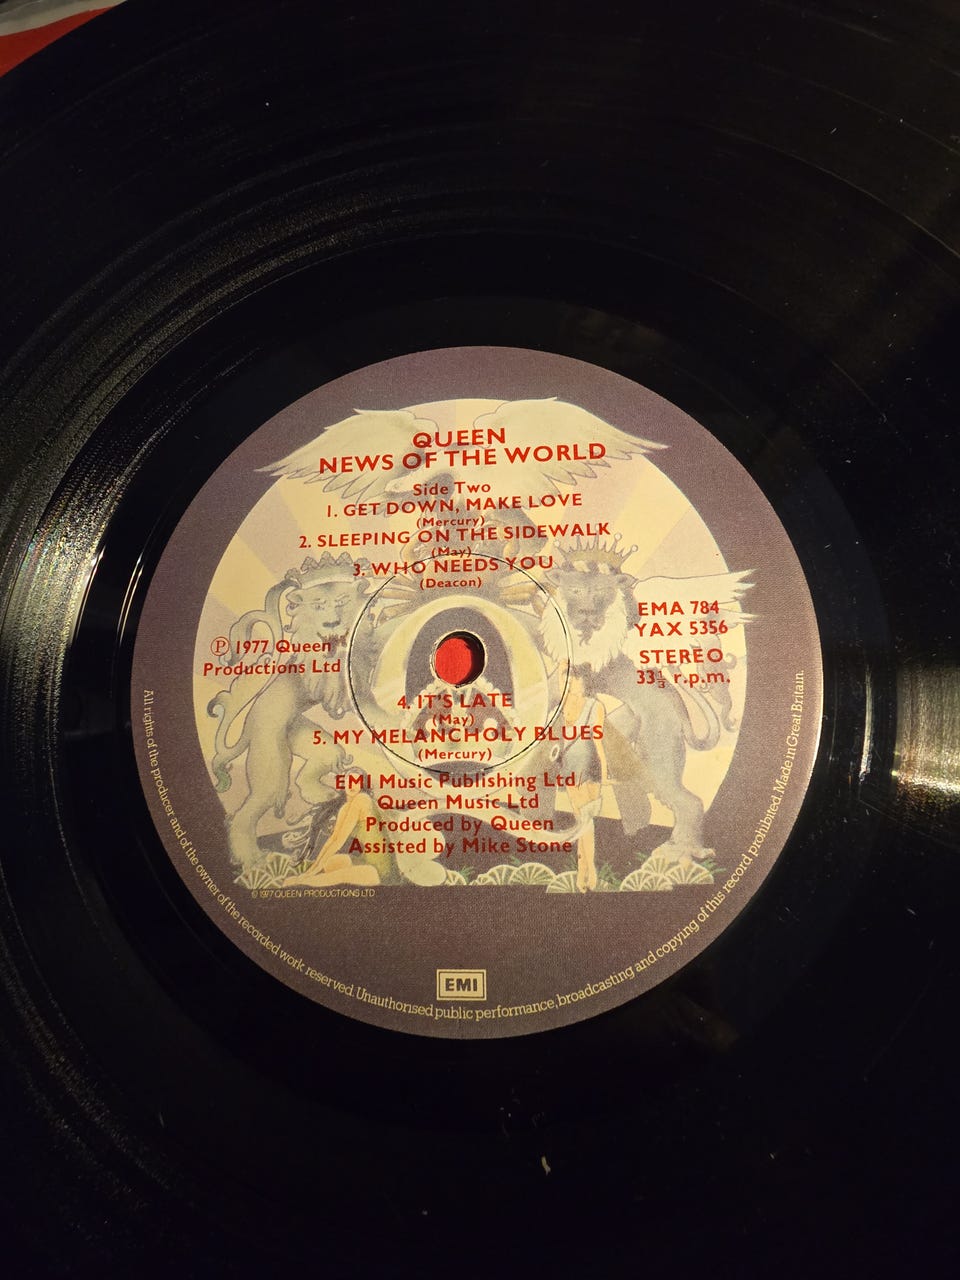 QUEEN
NEWS OF THE WORLD
Side Two
1. GET DOWN, MAKE LOVE
(Mercury)
2. SLEEPING ON THE SIDEWALK
(May)
3. WHO NEEDS YOU
(Deacon)
EMA 784
YAX 5356
STEREO
33⅓ r.p.m.
Ⓟ 1977 Queen
Productions Ltd
4. IT'S LATE
(May)
5. MY MELANCHOLY BLUES
(Mercury)
EMI Music Publishing Ltd
Queen Music Ltd
Produced by Queen
Assisted by Mike Stone
© 1977 QUEEN PRODUCTIONS LTD
EMI
All rights of the producer and of the owner of the recorded work reserved. Unauthorised public performance, broadcasting and copying of this record prohibited. Made in Great Britain.